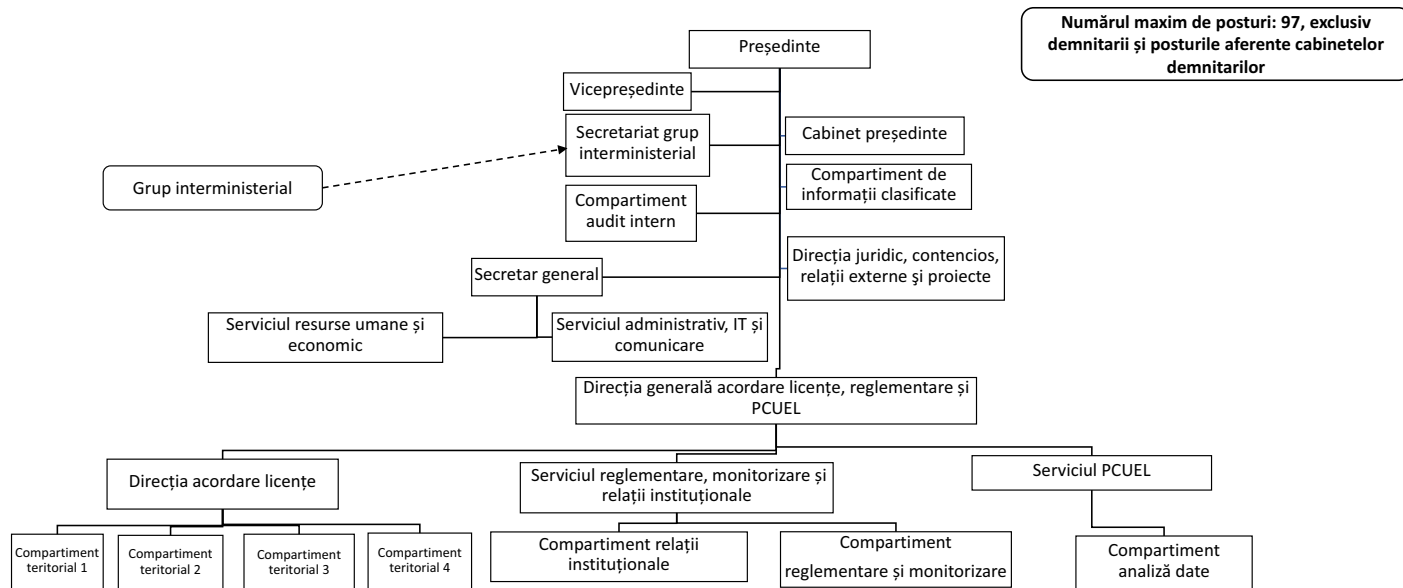 Numărul maxim de posturi: 97, exclusiv
demnitarii și posturile aferente cabinetelor
demnitarilor
Președinte
Vicepreședinte
Secretariat grup
interministerial
Cabinet președinte
Grup interministerial
Compartiment de
informații clasificate
Compartiment
audit intern
Direcția juridic, contencios,
relații externe şi proiecte
Secretar general
Serviciul resurse umane și
economic
Serviciul administrativ, IT și
comunicare
Direcția generală acordare licențe, reglementare și
PCUEL
Direcția acordare licențe
Serviciul reglementare, monitorizare și
relații instituționale
Serviciul PCUEL
Compartiment
teritorial 1
Compartiment
teritorial 2
Compartiment
teritorial 3
Compartiment
teritorial 4
Compartiment relații
instituționale
Compartiment
reglementare și monitorizare
Compartiment
analiză date